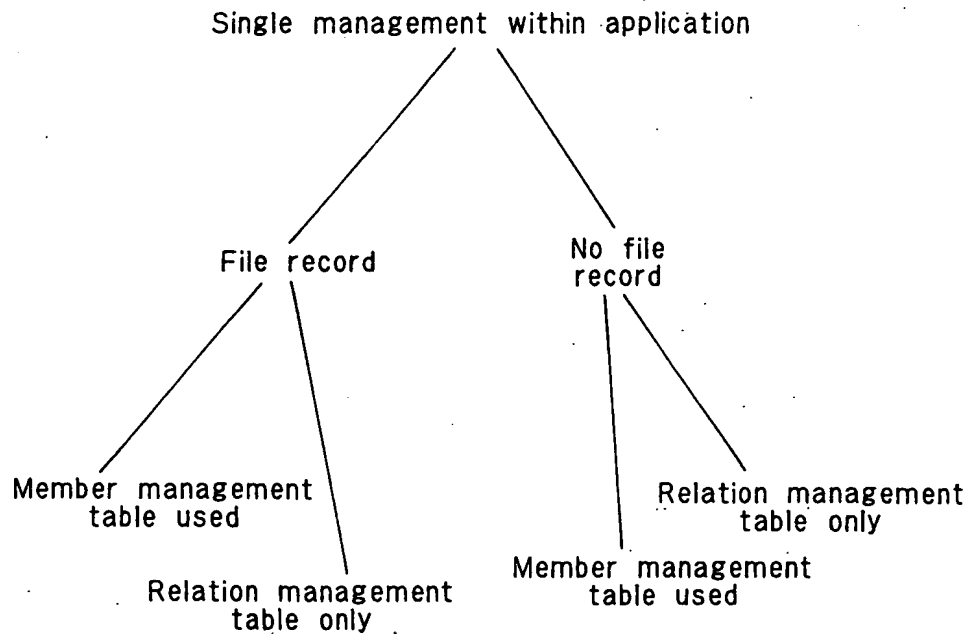 Single management within application
File record
No file
record
Member management
table used
Relation management
table only
Member management
table used
Relation management
table only